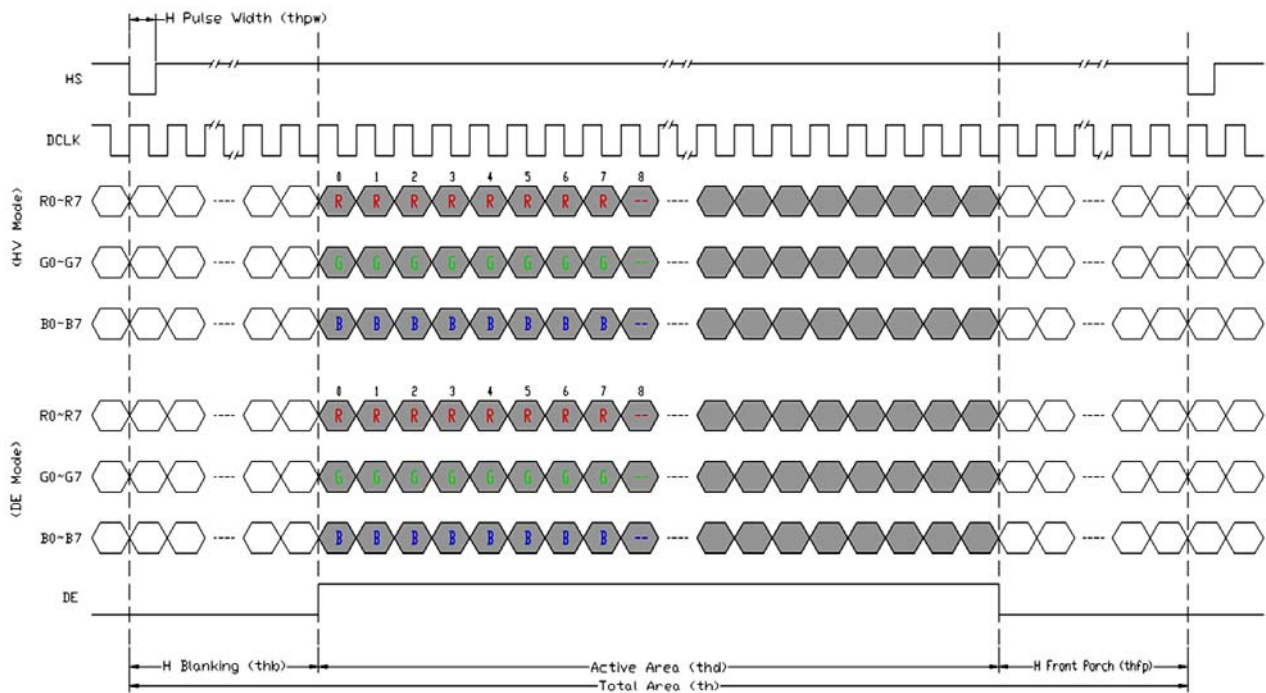 H Pulse Width (thpw)
HS
DCLK
0 1 2 3 4 5 6 7 8
(HV Mode)
R0~R7 R R R R R R R R -- ----
G0~G7 G G G G G G G G -- ----
B0~B7 B B B B B B B B -- ----
0 1 2 3 4 5 6 7 8
(DE Mode)
R0~R7 R R R R R R R R -- ----
G0~G7 G G G G G G G G -- ----
B0~B7 B B B B B B B B -- ----
DE
H Blanking (thb) Active Area (thd) H Front Porch (thfp)
Total Area (th)